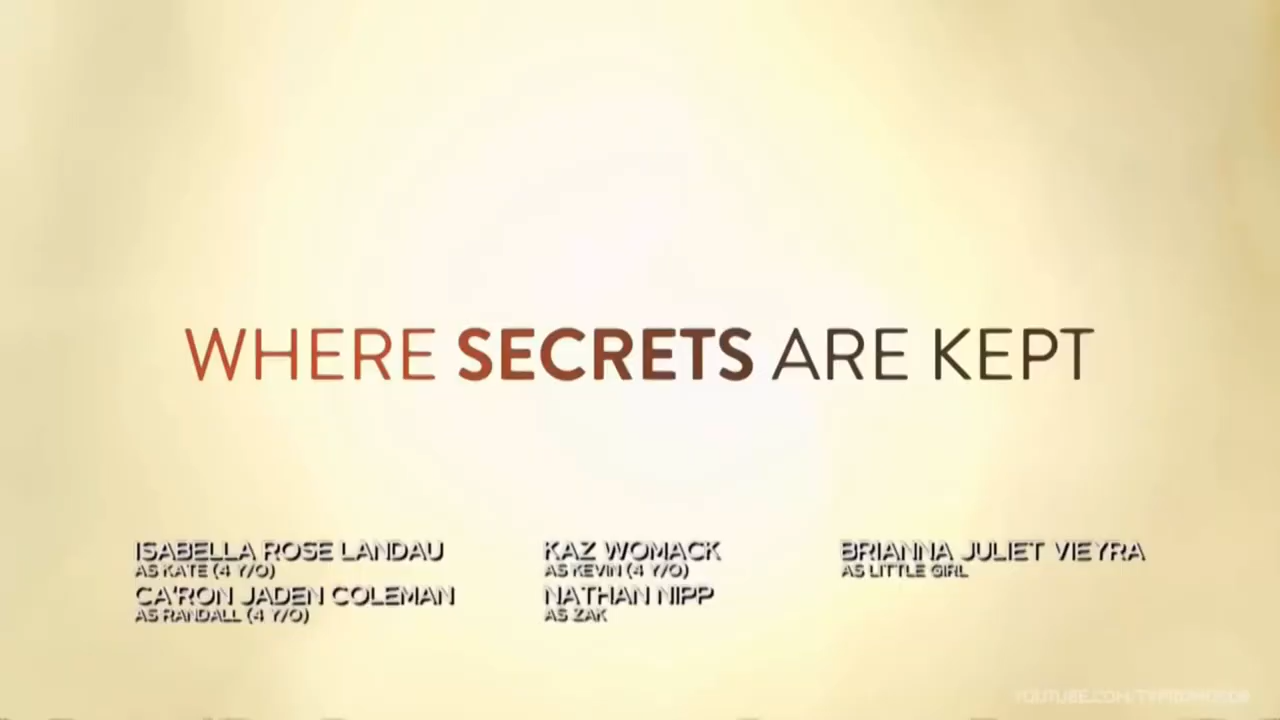 WHERE SECRETS ARE KEPT
ISABELLA ROSE LANDAU
AS KATE (4 Y/O)
CA'RON JADEN COLEMAN
AS RANDALL (4 Y/O)
KAZ WOMACK
AS KEVIN (4 Y/O)
NATHAN NIPP
AS ZAK
BRIANNA JULIET VIEYRA
AS LITTLE GIRL